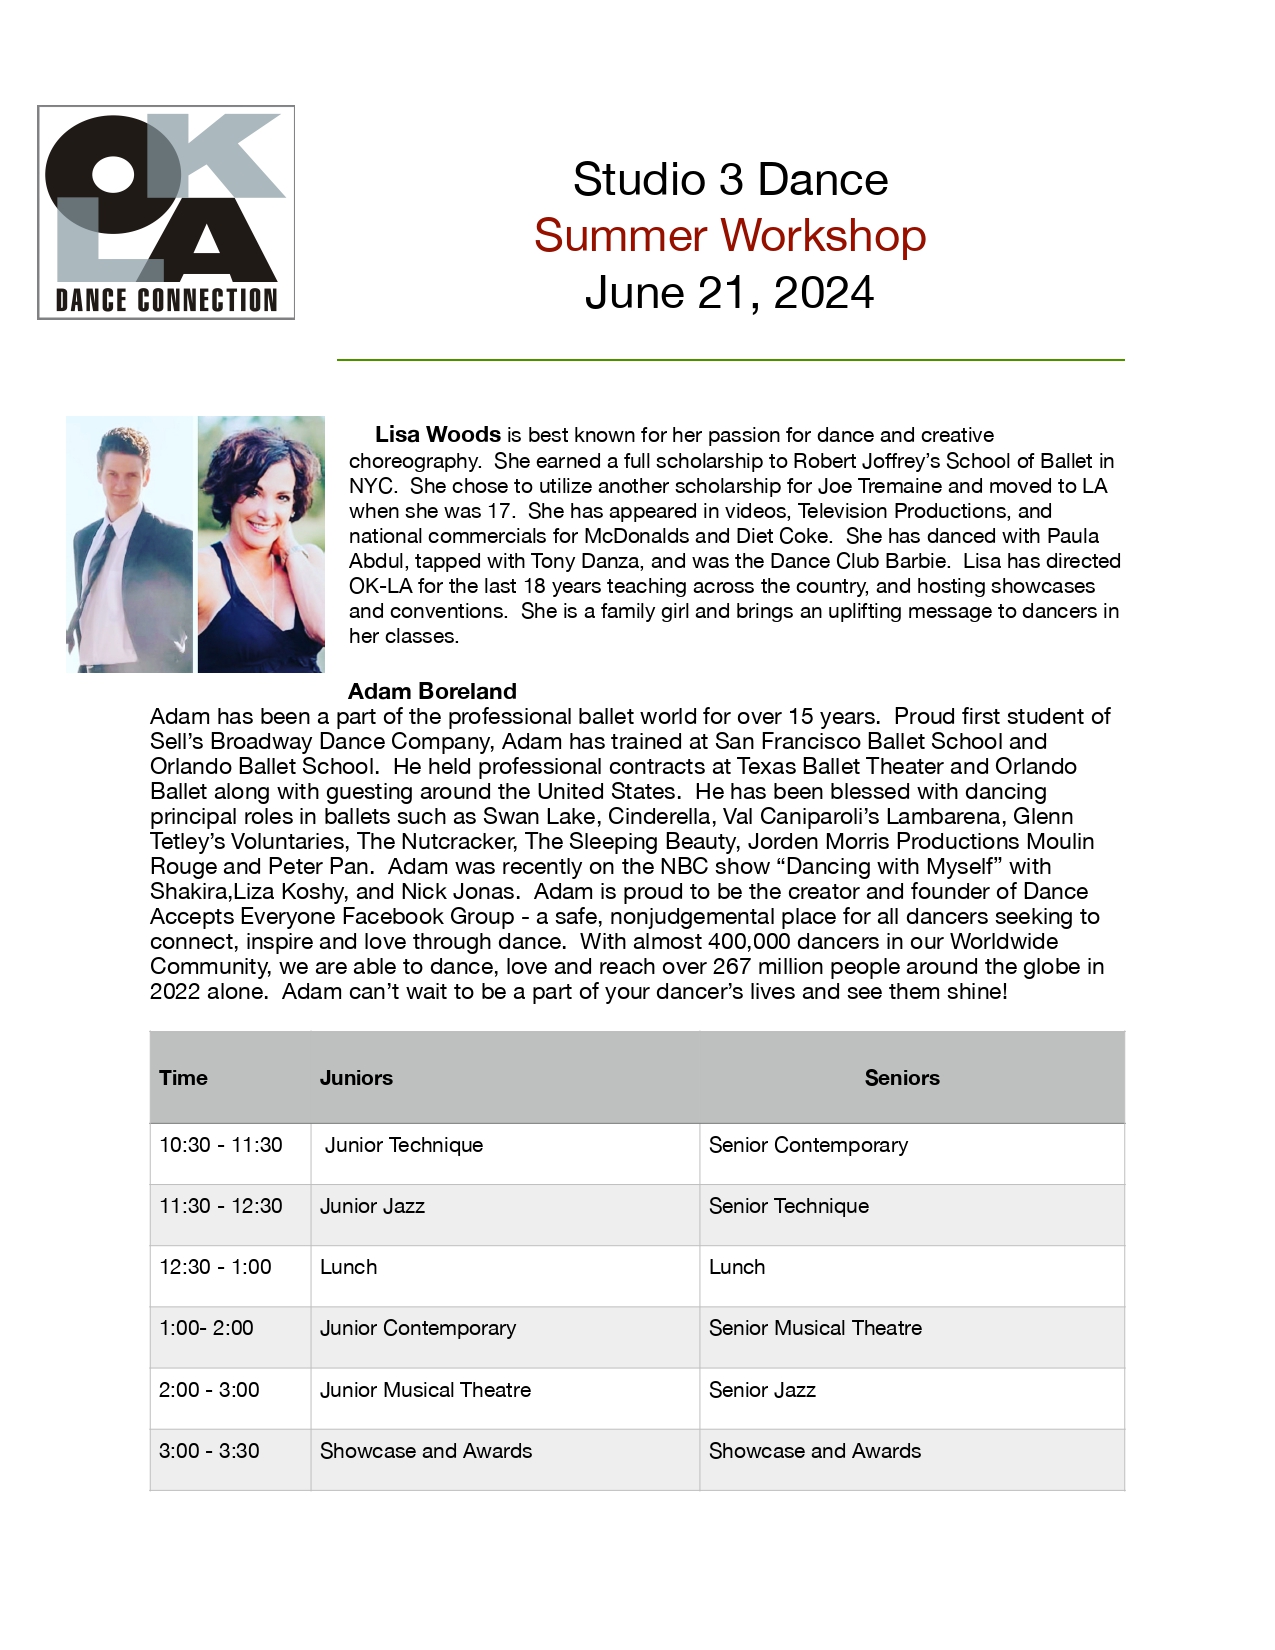 OK
LA
DANCE CONNECTION
Studio 3 Dance
Summer Workshop
June 21, 2024
Lisa Woods is best known for her passion for dance and creative
choreography.  She earned a full scholarship to Robert Joffrey’s School of Ballet in
NYC.  She chose to utilize another scholarship for Joe Tremaine and moved to LA
when she was 17.  She has appeared in videos, Television Productions, and
national commercials for McDonalds and Diet Coke.  She has danced with Paula
Abdul, tapped with Tony Danza, and was the Dance Club Barbie.  Lisa has directed
OK-LA for the last 18 years teaching across the country, and hosting showcases
and conventions.  She is a family girl and brings an uplifting message to dancers in
her classes.
Adam Boreland
Adam has been a part of the professional ballet world for over 15 years.  Proud first student of
Sell’s Broadway Dance Company, Adam has trained at San Francisco Ballet School and
Orlando Ballet School.  He held professional contracts at Texas Ballet Theater and Orlando
Ballet along with guesting around the United States.  He has been blessed with dancing
principal roles in ballets such as Swan Lake, Cinderella, Val Caniparoli’s Lambarena, Glenn
Tetley’s Voluntaries, The Nutcracker, The Sleeping Beauty, Jorden Morris Productions Moulin
Rouge and Peter Pan.  Adam was recently on the NBC show “Dancing with Myself” with
Shakira,Liza Koshy, and Nick Jonas.  Adam is proud to be the creator and founder of Dance
Accepts Everyone Facebook Group - a safe, nonjudgemental place for all dancers seeking to
connect, inspire and love through dance.  With almost 400,000 dancers in our Worldwide
Community, we are able to dance, love and reach over 267 million people around the globe in
2022 alone.  Adam can’t wait to be a part of your dancer’s lives and see them shine!
Time Juniors Seniors
10:30 - 11:30 Junior Technique Senior Contemporary
11:30 - 12:30 Junior Jazz Senior Technique
12:30 - 1:00 Lunch Lunch
1:00- 2:00 Junior Contemporary Senior Musical Theatre
2:00 - 3:00 Junior Musical Theatre Senior Jazz
3:00 - 3:30 Showcase and Awards Showcase and Awards